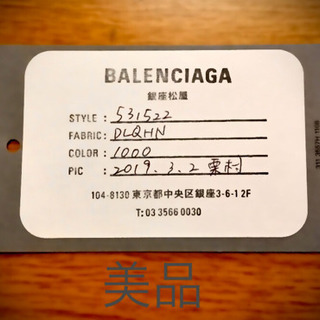 BALENCIAGA
銀座松屋
STYLE : 531522
FABRIC: DLQHN
COLOR : 1000
PIC : 2019.3.2 栗村
104-8130 東京都中央区銀座3-6-1 2F
T: 03 3566 0030
美品